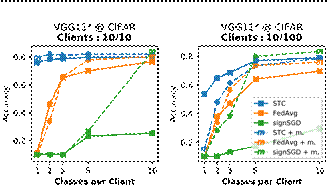 VGG11* @ CIFAR
Clients: 10/10
Accuracy
0.8
0.6
0.4
0.2
1 2 3 5 10
Classes per Client
VGG11* @ CIFAR
Clients: 10/100
Accuracy
0.8
0.6
0.4
0.2
STC
FedAvg
signSGD
STC + m.
FedAvg + m.
signSGD + m.
1 2 3 5 10
Classes per Client